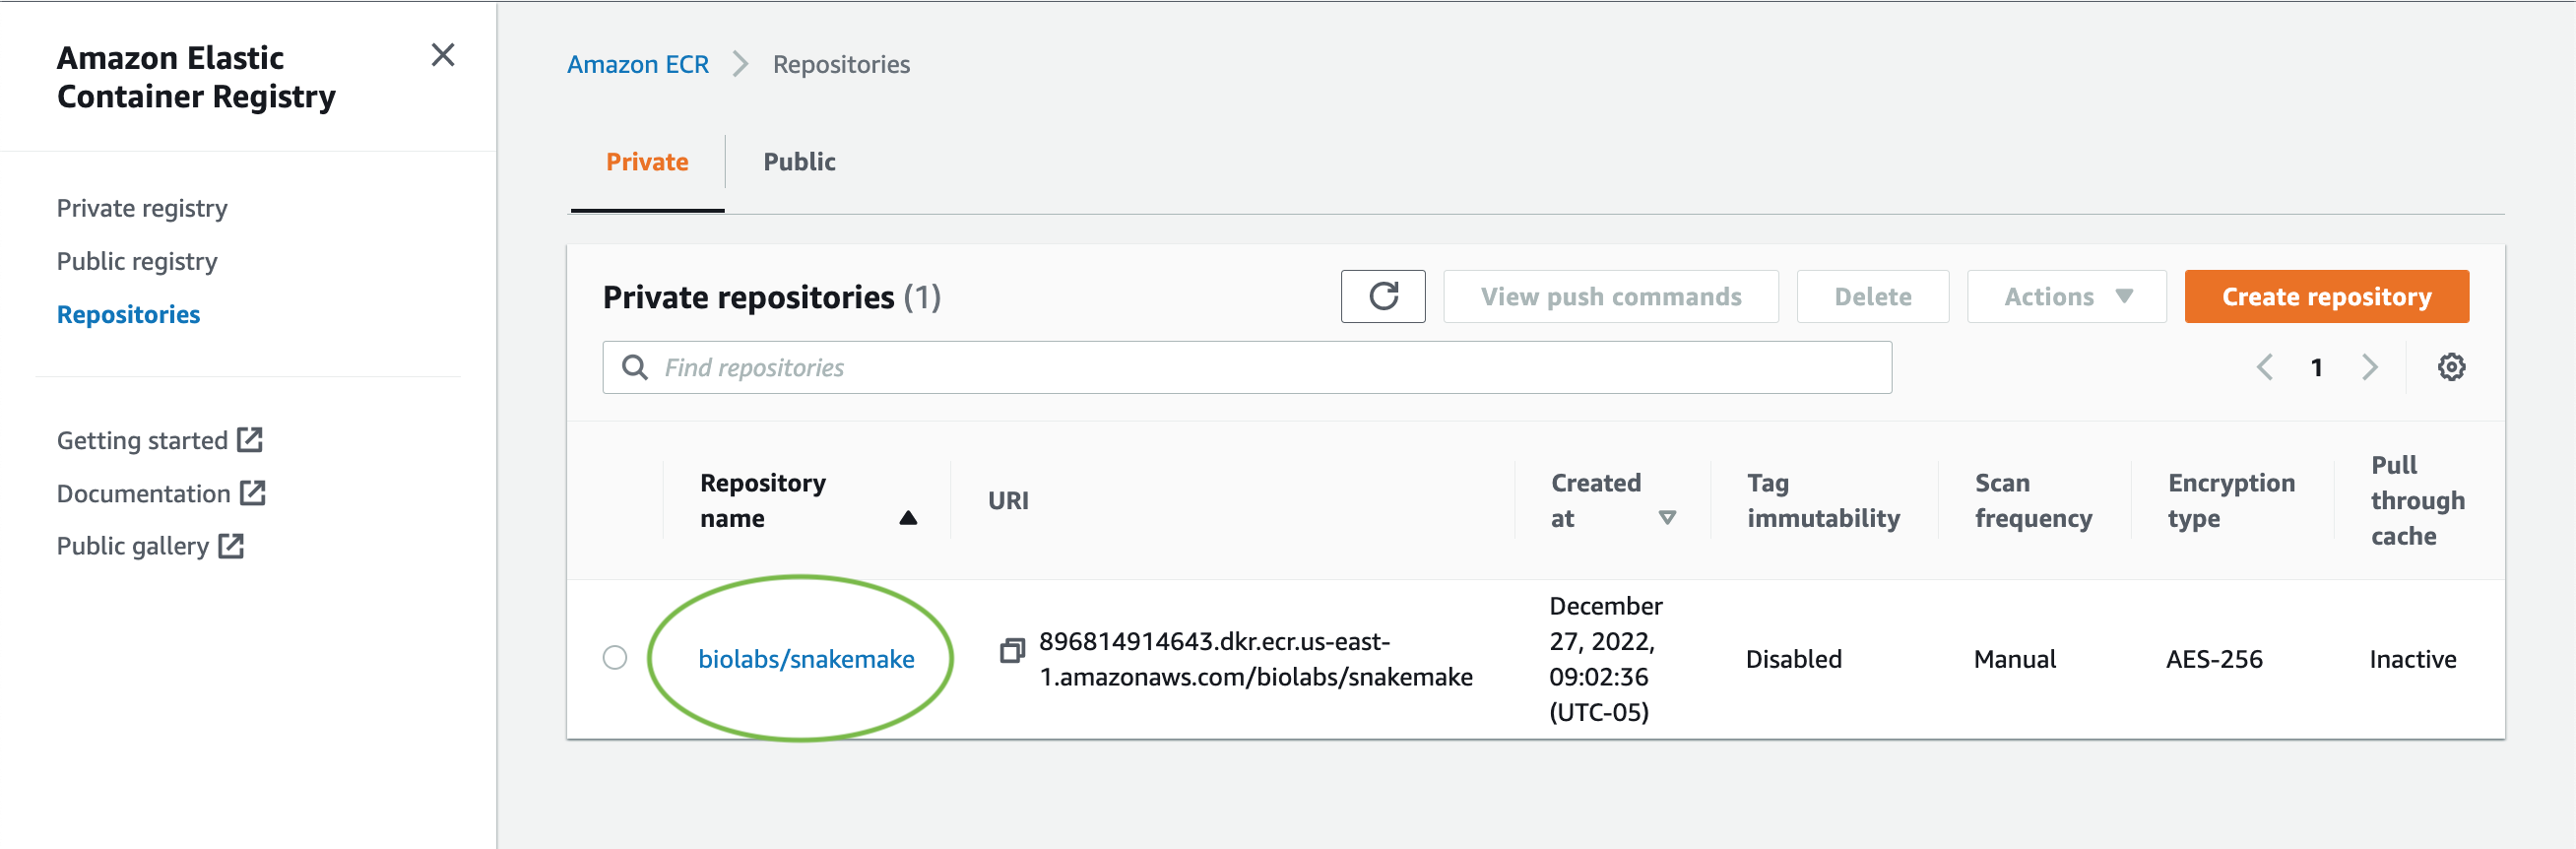 Amazon Elastic
Container Registry
Private registry
Public registry
Repositories
Getting started
Documentation
Public gallery
Amazon ECR
Repositories
Private
Public
Private repositories (1)
View push commands
Delete
Actions
Create repository
Find repositories
1
Repository
name
URI
Created
at
Tag
immutability
Scan
frequency
Encryption
type
Pull
through
cache
biolabs/snakemake
896814914643.dkr.ecr.us-east-
1.amazonaws.com/biolabs/snakemake
December
27, 2022,
09:02:36
(UTC-05)
Disabled
Manual
AES-256
Inactive